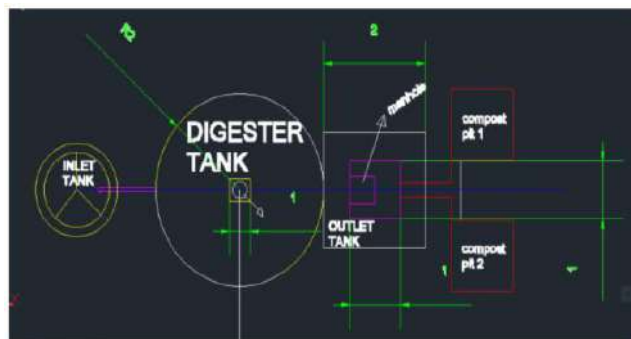 2
manhole
DIGESTER
TANK
INLET
TANK
compost
pit 1
1
OUTLET
TANK
compost
pit 2
1
1